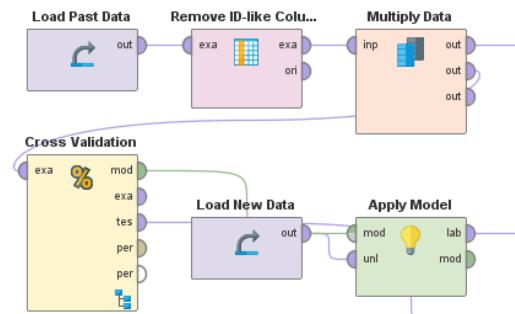 Load Past Data
out
Remove ID-like Colu...
exa
exa
ori
Multiply Data
inp
out
out
out
Cross Validation
exa
%
mod
exa
tes
per
per
Load New Data
out
Apply Model
mod
lab
unl
mod